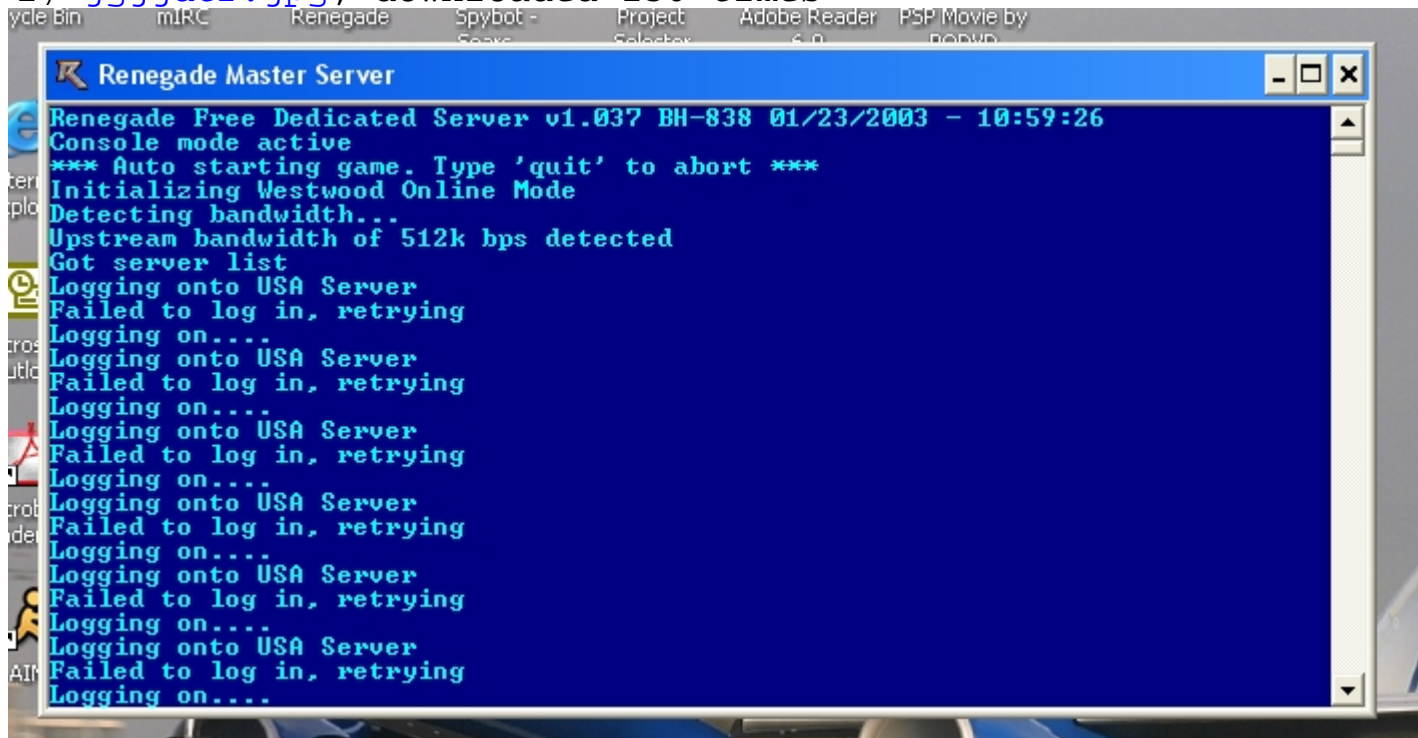 ycle Bin mIRC Renegade Spybot - Project Adobe Reader PSP Movie by
Renegade Master Server
Renegade Free Dedicated Server v1.037 BH-838 01/23/2003 - 10:59:26
Console mode active
*** Auto starting game. Type 'quit' to abort ***
Initializing Westwood Online Mode
Detecting bandwidth...
Upstream bandwidth of 512k bps detected
Got server list
Logging onto USA Server
Failed to log in, retrying
Logging on....
Logging onto USA Server
Failed to log in, retrying
Logging on....
Logging onto USA Server
Failed to log in, retrying
Logging on....
Logging onto USA Server
Failed to log in, retrying
Logging on....
Logging onto USA Server
Failed to log in, retrying
Logging on....
Logging onto USA Server
Failed to log in, retrying
Logging on....